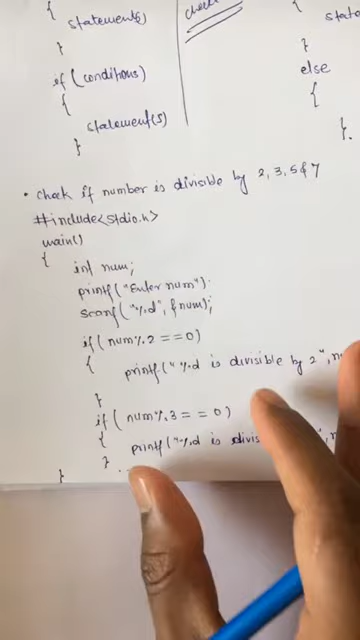 {
statement(s)
}
if (conditions)
{
statement(s)
}
check
{
}
else
{
}.
• check if number is divisible by 2, 3, 5 & 7
#include<stdio.h>
main()
{
int num;
printf("Enter num");
scanf("%d", &num);
if (num%2 ==0)
{
printf("%d is divisible by 2",
}
if ( num%3 = = 0)
{
printf("%d is
}
}